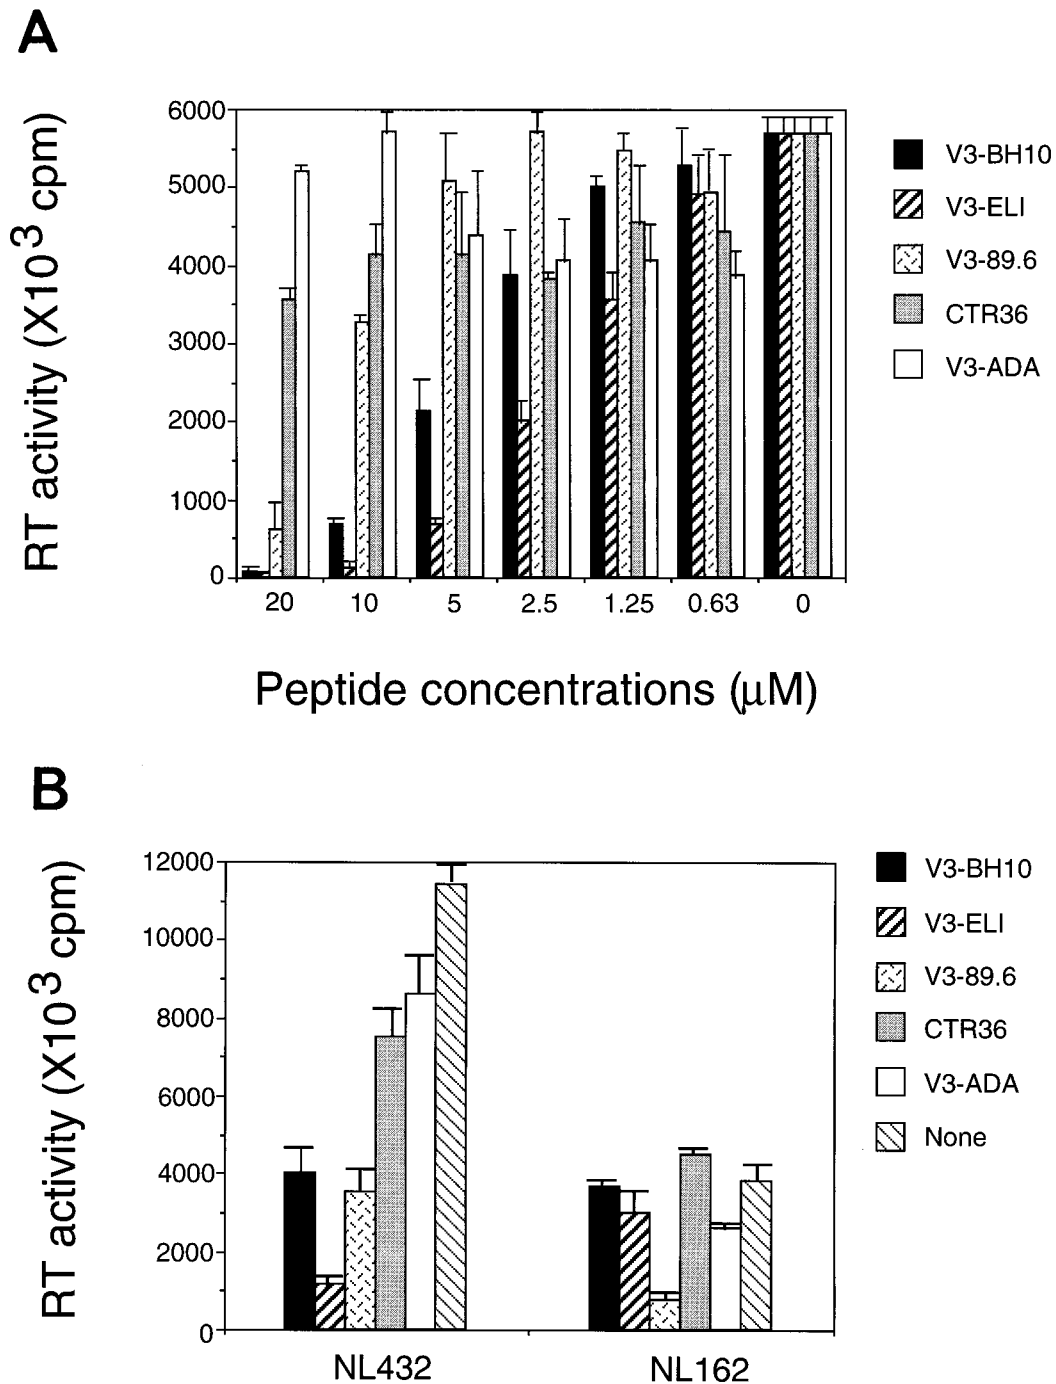 A
RT activity (X10³ cpm)
6000
5000
4000
3000
2000
1000
0
20 10 5 2.5 1.25 0.63 0
Peptide concentrations (μM)
V3-BH10
V3-ELI
V3-89.6
CTR36
V3-ADA
B
RT activity (X10³ cpm)
12000
10000
8000
6000
4000
2000
0
NL432 NL162
V3-BH10
V3-ELI
V3-89.6
CTR36
V3-ADA
None